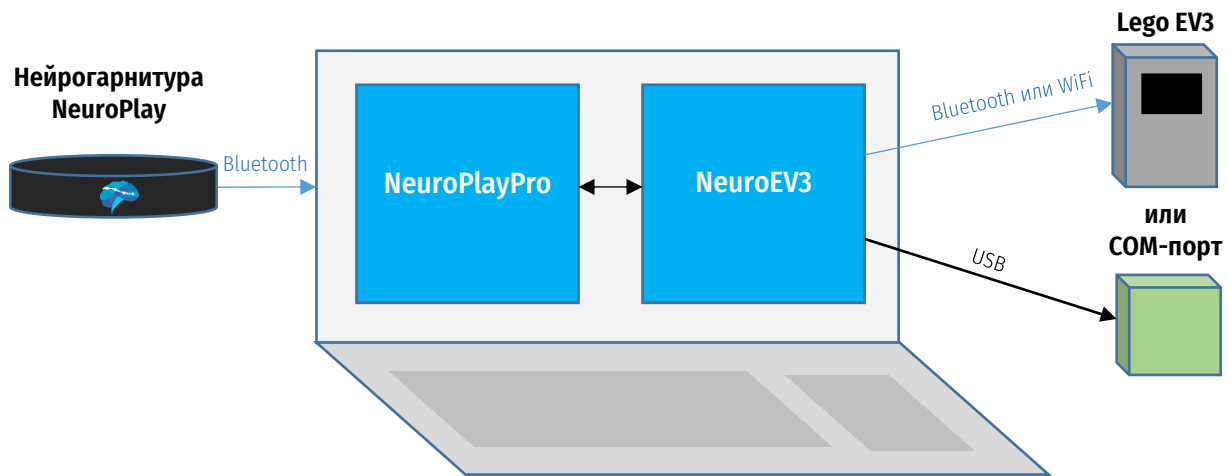 Нейрогарнитура
NeuroPlay
Bluetooth
NeuroPlayPro
NeuroEV3
Bluetooth или WiFi
Lego EV3
или
COM-порт
USB